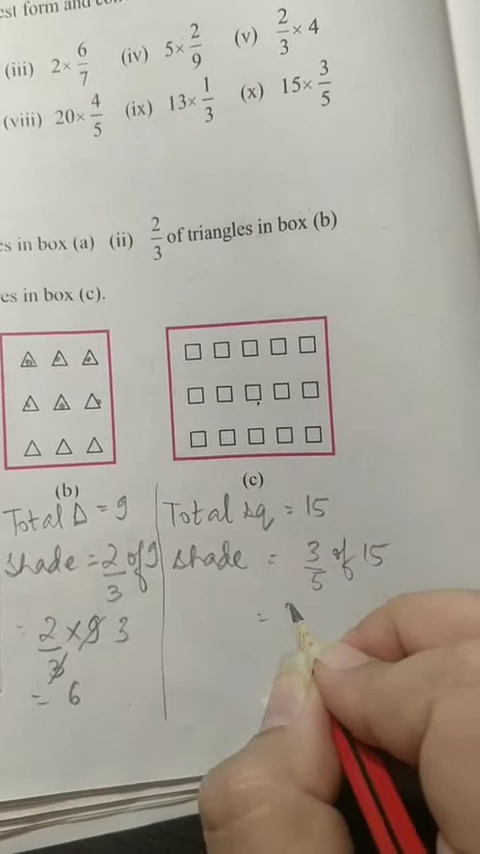 est form and con
(iii) 2× 6/7 (iv) 5× 2/9 (v) 2/3 × 4
(viii) 20× 4/5 (ix) 13× 1/3 (x) 15× 3/5
es in box (a) (ii) 2/3 of triangles in box (b)
es in box (c).
(b) (c)
Total Δ = 9
Shade = 2/3 of 9
= 2/3 × 9 3
= 6
Total sq = 15
Shade = 3/5 of 15
=